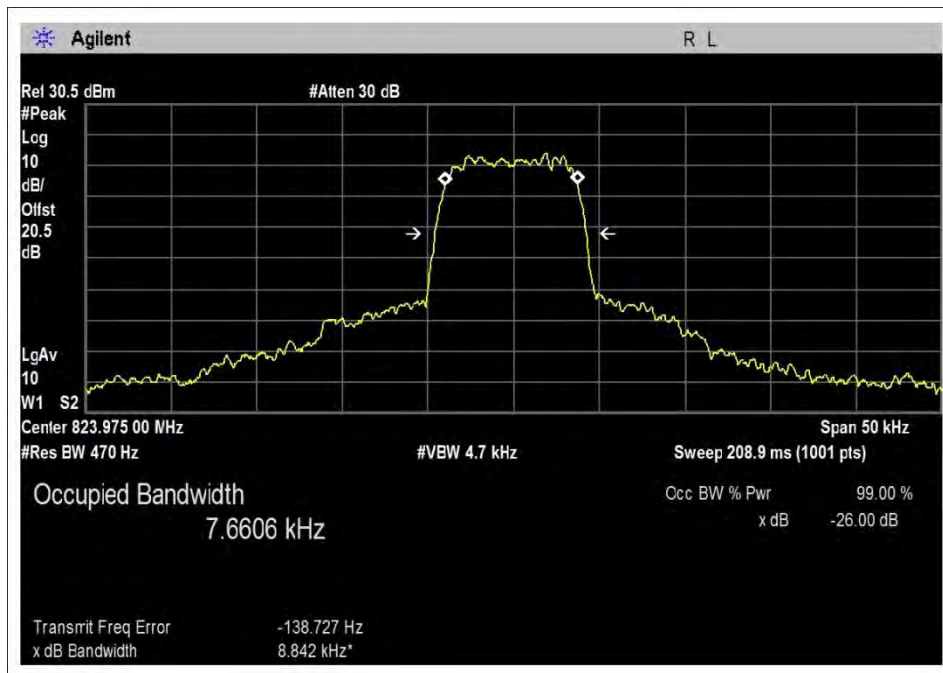 Agilent R L
Ref 30.5 dBm #Atten 30 dB
#Peak
Log
10
dB/
Offst
20.5
dB
LgAv
10
W1 S2
Center 823.975 00 MHz Span 50 kHz
#Res BW 470 Hz #VBW 4.7 kHz Sweep 208.9 ms (1001 pts)
Occupied Bandwidth Occ BW % Pwr 99.00 %
7.6606 kHz x dB -26.00 dB
Transmit Freq Error -138.727 Hz
x dB Bandwidth 8.842 kHz*